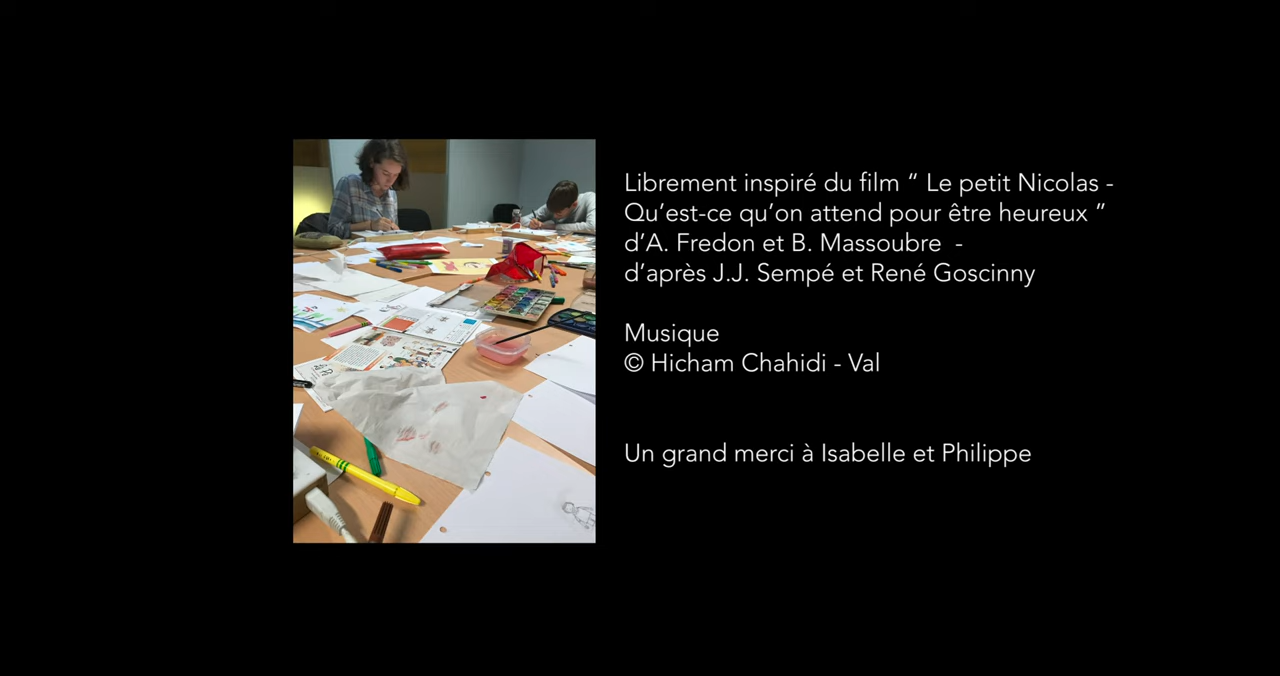 Librement inspiré du film “ Le petit Nicolas -
Qu’est-ce qu’on attend pour être heureux ”
d’A. Fredon et B. Massoubre  -
d’après J.J. Sempé et René Goscinny
Musique
© Hicham Chahidi - Val
Un grand merci à Isabelle et Philippe